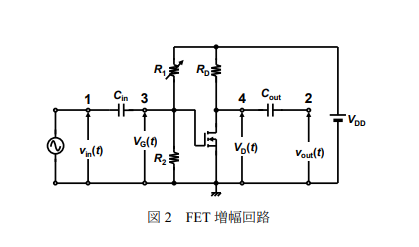 R1 RD
Cin Cout
1 3 4 2
VDD
vin(t) VG(t) VD(t) vout(t)
R2
図 2 FET 増幅回路